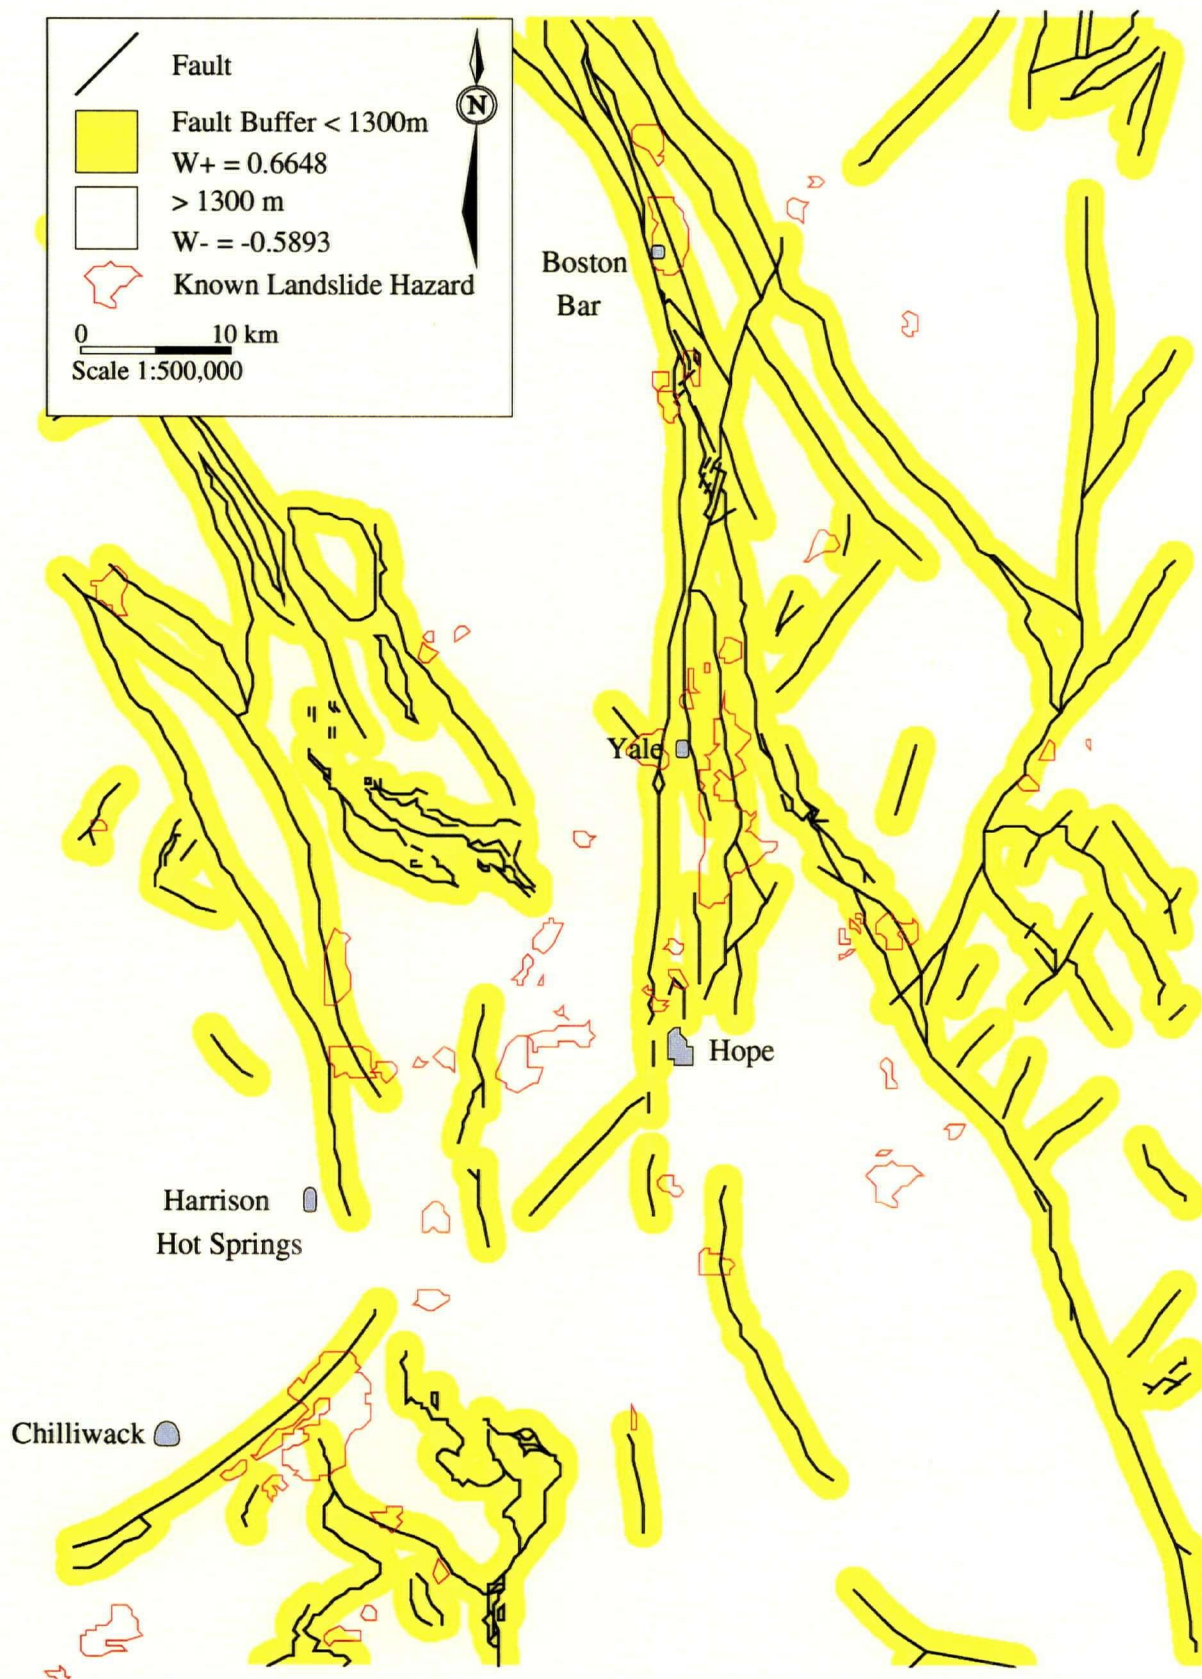 Fault
N
Fault Buffer < 1300m
W+ = 0.6648
> 1300 m
W- = -0.5893
Known Landslide Hazard
0 10 km
Scale 1:500,000
Boston
Bar
Yale
Hope
Harrison
Hot Springs
Chilliwack